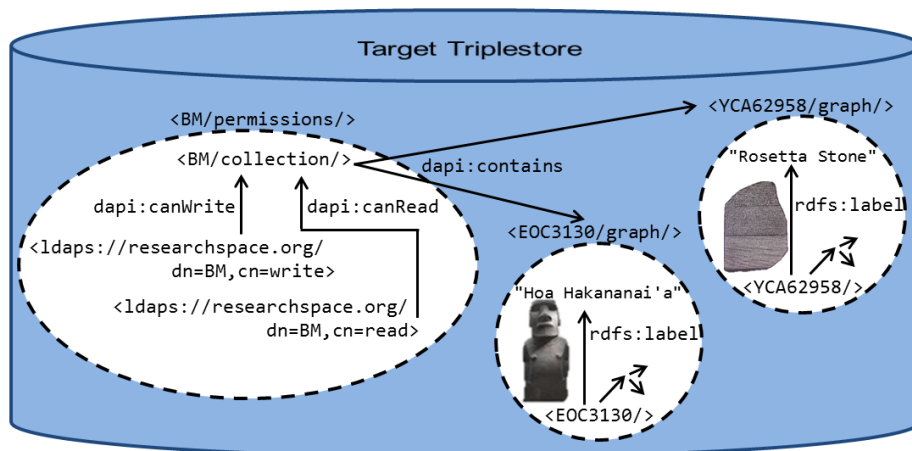 Target Triplestore
<BM/permissions/>
<BM/collection/>
dapi:contains
dapi:canWrite
dapi:canRead
<ldaps://researchspace.org/
dn=BM,cn=write>
<ldaps://researchspace.org/
dn=BM,cn=read>
<YCA62958/graph/>
"Rosetta Stone"
rdfs:label
<YCA62958/>
<EOC3130/graph/>
"Hoa Hakananai'a"
rdfs:label
<EOC3130/>